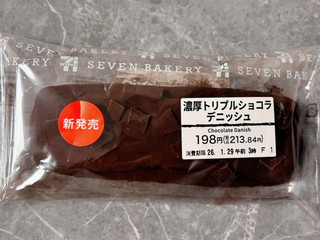 SEVEN BAKERY
SEVEN BAKERY
新発売
濃厚トリプルショコラ
デニッシュ
Chocolate Danish
198円(税込213.84円)
消費期限 26. 1.29 午前 3時 F 1